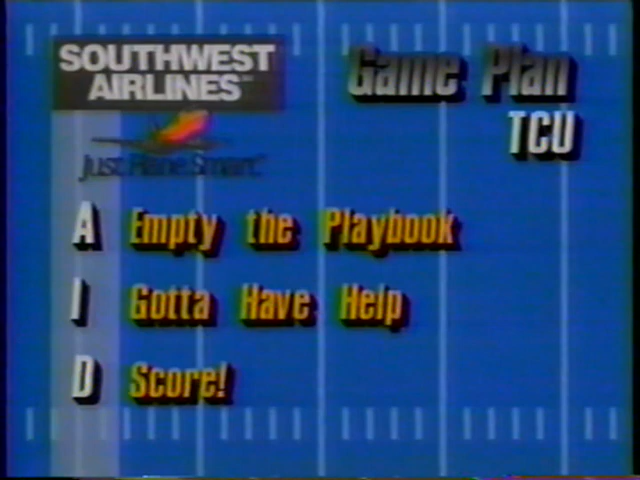 SOUTHWEST
AIRLINES
Just Plane Smart
Game Plan
TCU
A Empty the Playbook
I Gotta Have Help
D Score!